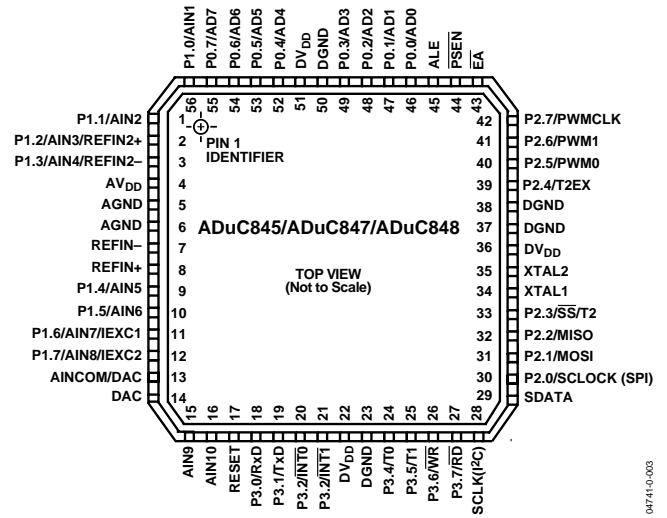 P1.0/AIN1
P0.7/AD7
P0.6/AD6
P0.5/AD5
P0.4/AD4
DVDD
DGND
P0.3/AD3
P0.2/AD2
P0.1/AD1
P0.0/AD0
ALE
PSEN
EA
56
55
54
53
52
51
50
49
48
47
46
45
44
43
P1.1/AIN2 1
P1.2/AIN3/REFIN2+ 2
P1.3/AIN4/REFIN2– 3
AVDD 4
AGND 5
AGND 6
REFIN– 7
REFIN+ 8
P1.4/AIN5 9
P1.5/AIN6 10
P1.6/AIN7/IEXC1 11
P1.7/AIN8/IEXC2 12
AINCOM/DAC 13
DAC 14
PIN 1
IDENTIFIER
ADuC845/ADuC847/ADuC848
TOP VIEW
(Not to Scale)
42 P2.7/PWMCLK
41 P2.6/PWM1
40 P2.5/PWM0
39 P2.4/T2EX
38 DGND
37 DGND
36 DVDD
35 XTAL2
34 XTAL1
33 P2.3/SS/T2
32 P2.2/MISO
31 P2.1/MOSI
30 P2.0/SCLOCK (SPI)
29 SDATA
15
16
17
18
19
20
21
22
23
24
25
26
27
28
AIN9
AIN10
RESET
P3.0/RxD
P3.1/TxD
P3.2/INT0
P3.2/INT1
DVDD
DGND
P3.4/T0
P3.5/T1
P3.6/WR
P3.7/RD
SCLK(I2C)
04741-0-003